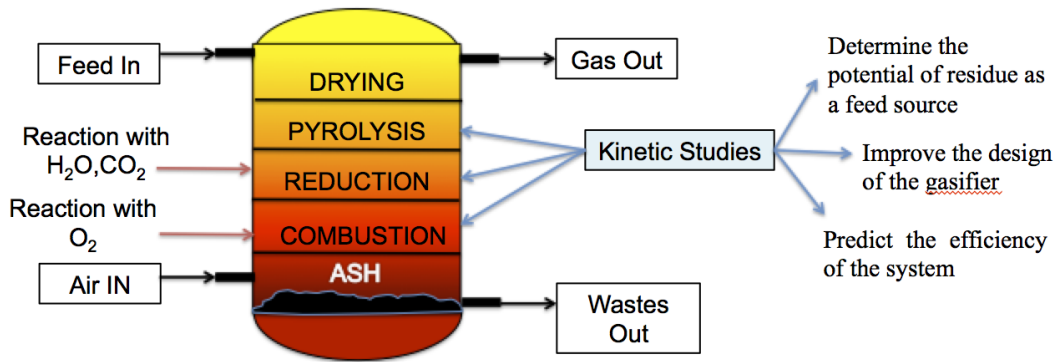 Feed In
Reaction with
H₂O,CO₂
Reaction with
O₂
Air IN
DRYING
PYROLYSIS
REDUCTION
COMBUSTION
ASH
Gas Out
Kinetic Studies
Wastes
Out
Determine the
potential of residue as
a feed source
Improve the design
of the gasifier
Predict the efficiency
of the system